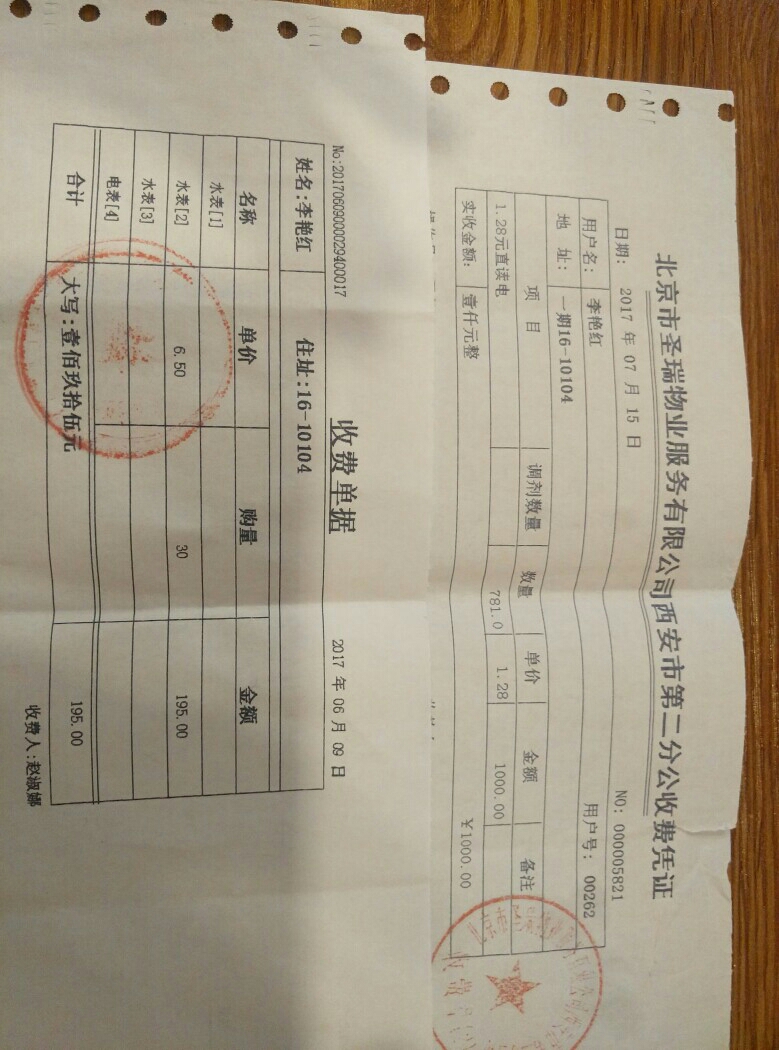 北京市圣瑞物业服务有限公司西安市第二分公收费凭证
日期: 2017 年 07 月 15 日 NO: 000005821
用户名: 李艳红 用户号: 00262
地 址: 一期16-10104
项 目 调剂数量 数量 单价 金额 备注
1.28元直读电 781.0 1.28 1000.00
实收金额: 壹仟元整 ￥1000.00
收费单据
No:20170609000029400017 2017 年 06 月 09 日
姓名:李艳红 住址:16-10104
名称 单价 购量 金额
水表[1]
水表[2] 6.50 30 195.00
水表[3]
电表[4]
合计 大写:壹佰玖拾伍元 195.00
收费人:赵淑娜